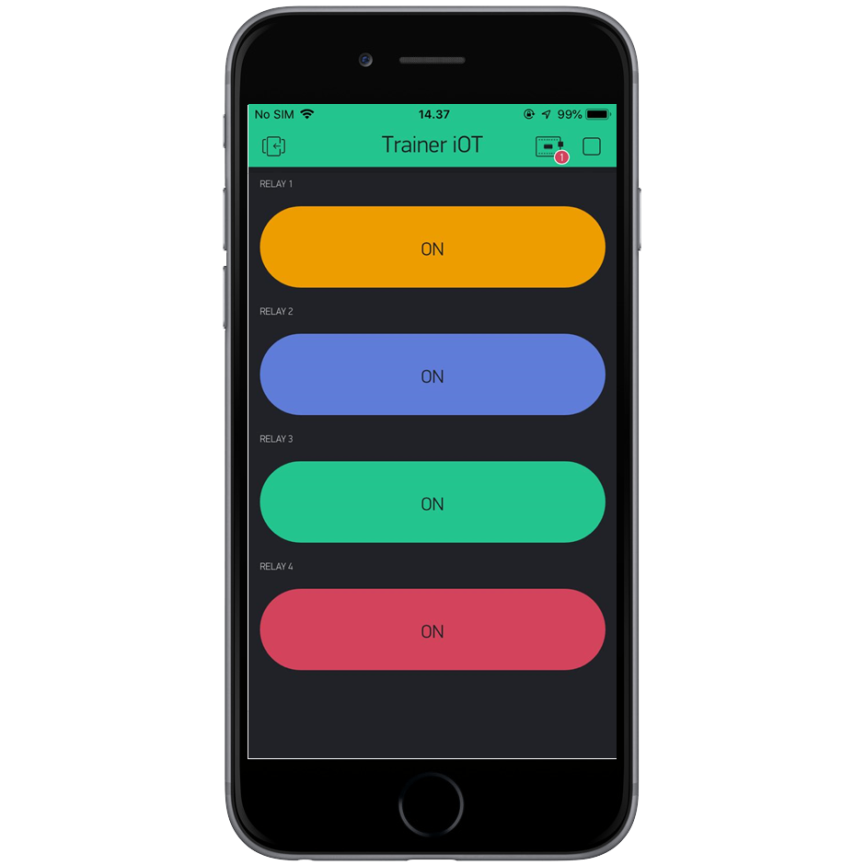 No SIM 14.37 99%
Trainer iOT
1
RELAY 1
ON
RELAY 2
ON
RELAY 3
ON
RELAY 4
ON